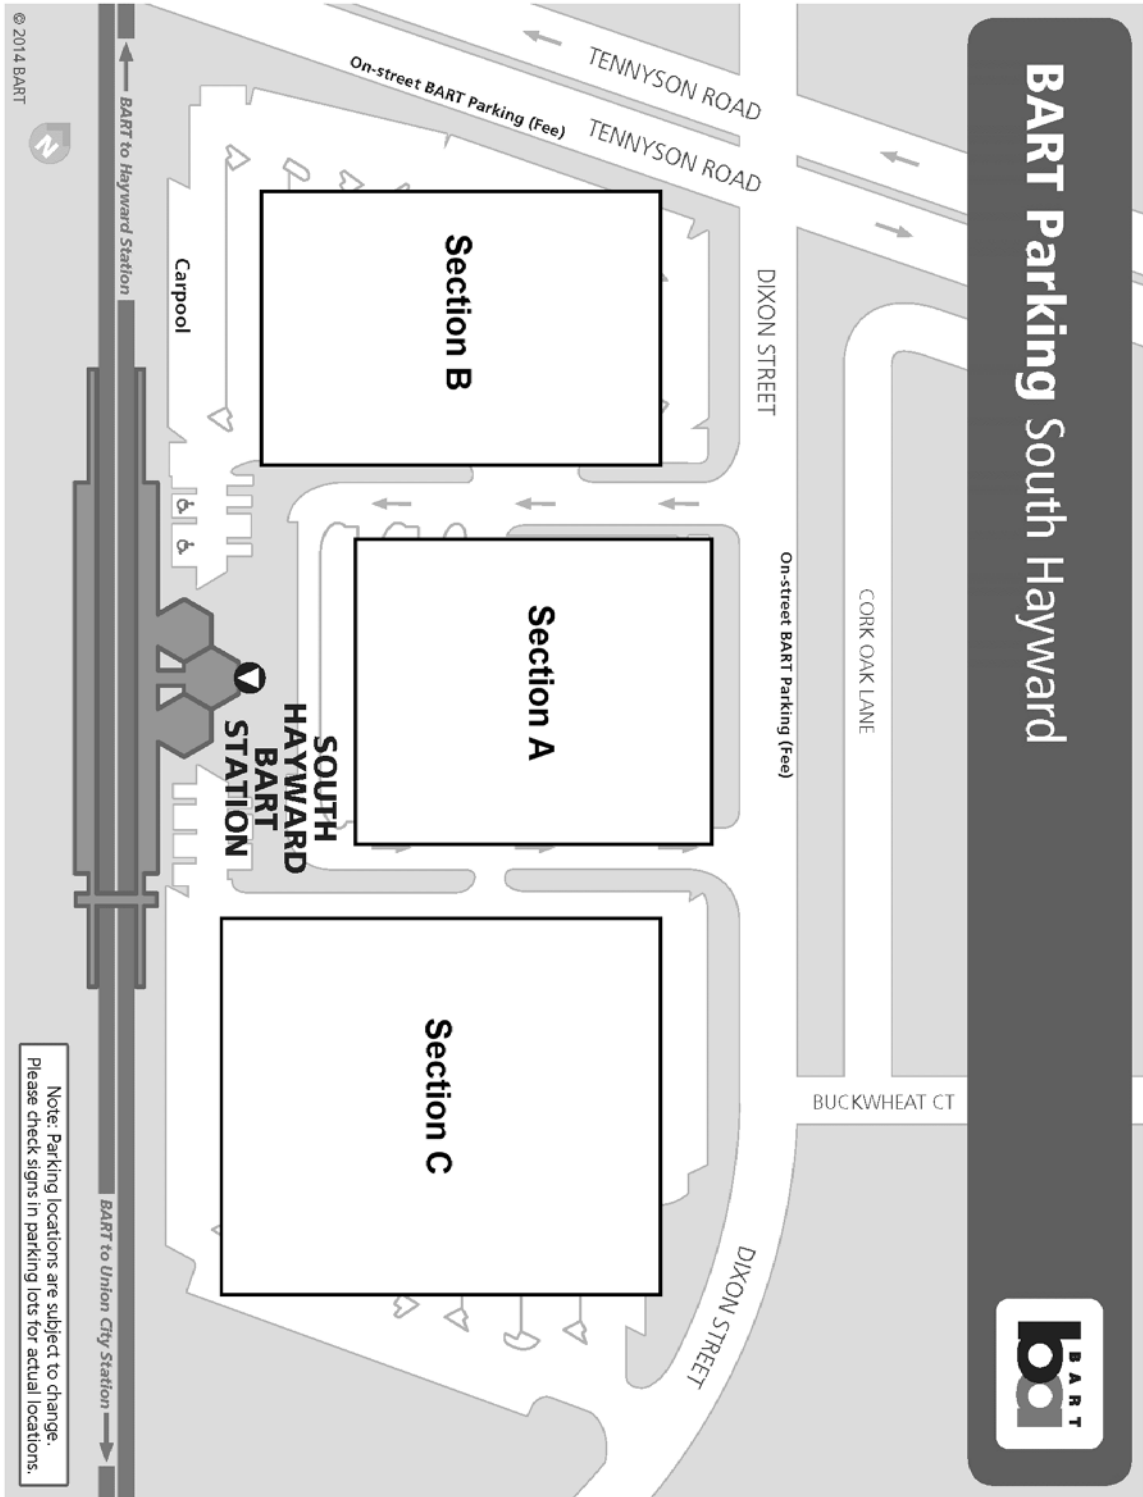 BART Parking South Hayward
BART
ba
TENNYSON ROAD
TENNYSON ROAD
On-street BART Parking (Fee)
DIXON STREET
CORK OAK LANE
BUCKWHEAT CT
On-street BART Parking (Fee)
DIXON STREET
Section B
Section A
Section C
Carpool
SOUTH
HAYWARD
BART
STATION
BART to Hayward Station
BART to Union City Station
N
Note: Parking locations are subject to change.
Please check signs in parking lots for actual locations.
© 2014 BART